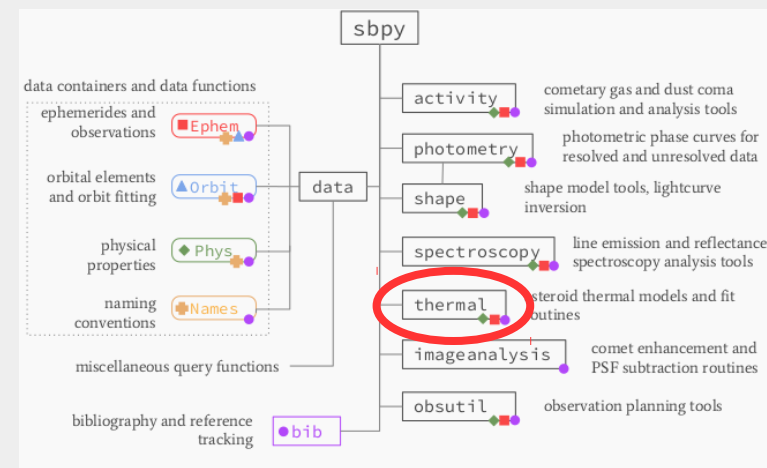 sbpy
data containers and data functions
ephemerides and
observations
Ephem
orbital elements
and orbit fitting
Orbit
physical
properties
Phys
naming
conventions
Names
data
miscellaneous query functions
bibliography and reference
tracking
bib
activity
cometary gas and dust coma
simulation and analysis tools
photometry
photometric phase curves for
resolved and unresolved data
shape
shape model tools, lightcurve
inversion
spectroscopy
line emission and reflectance
spectroscopy analysis tools
thermal
steroid thermal models and fit
outines
imageanalysis
comet enhancement and
PSF subtraction routines
obsutil
observation planning tools